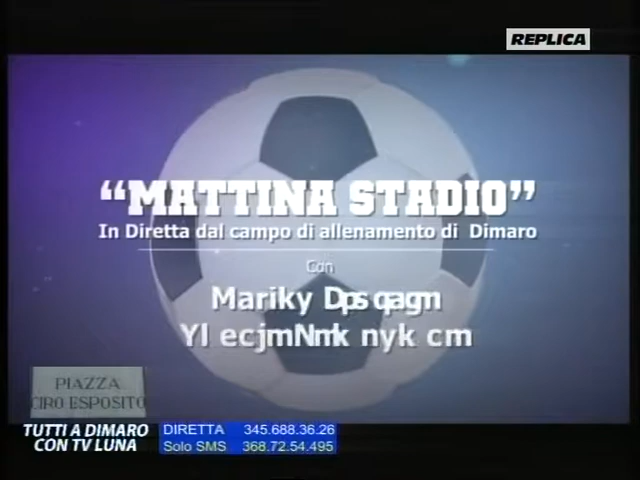 REPLICA
“MATTINA STADIO”
In Diretta dal campo di allenamento di Dimaro
Con
Mariky
PIAZZA
CIRO ESPOSITO
TUTTI A DIMARO
CON TV LUNA
DIRETTA 345.688.36.26
Solo SMS 368.72.54.495